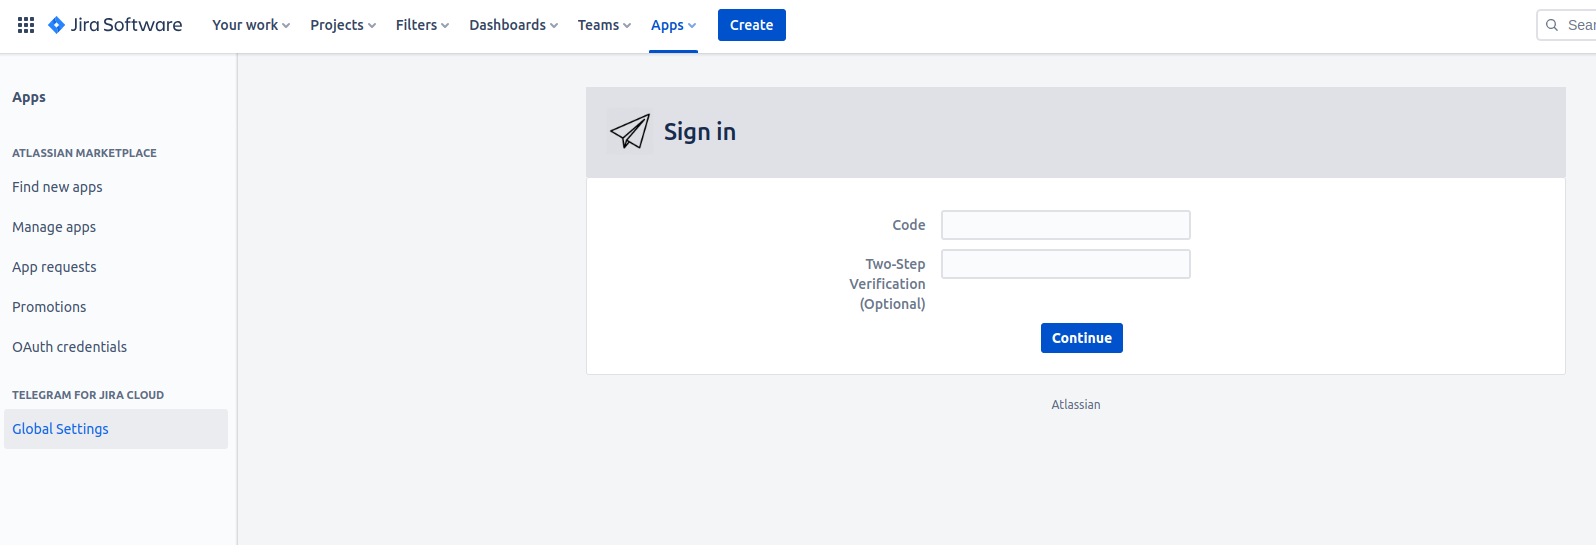 Jira Software Your work Projects Filters Dashboards Teams Apps Create
Apps
ATLASSIAN MARKETPLACE
Find new apps
Manage apps
App requests
Promotions
OAuth credentials
TELEGRAM FOR JIRA CLOUD
Global Settings
Sign in
Code
Two-Step
Verification
(Optional)
Continue
Atlassian